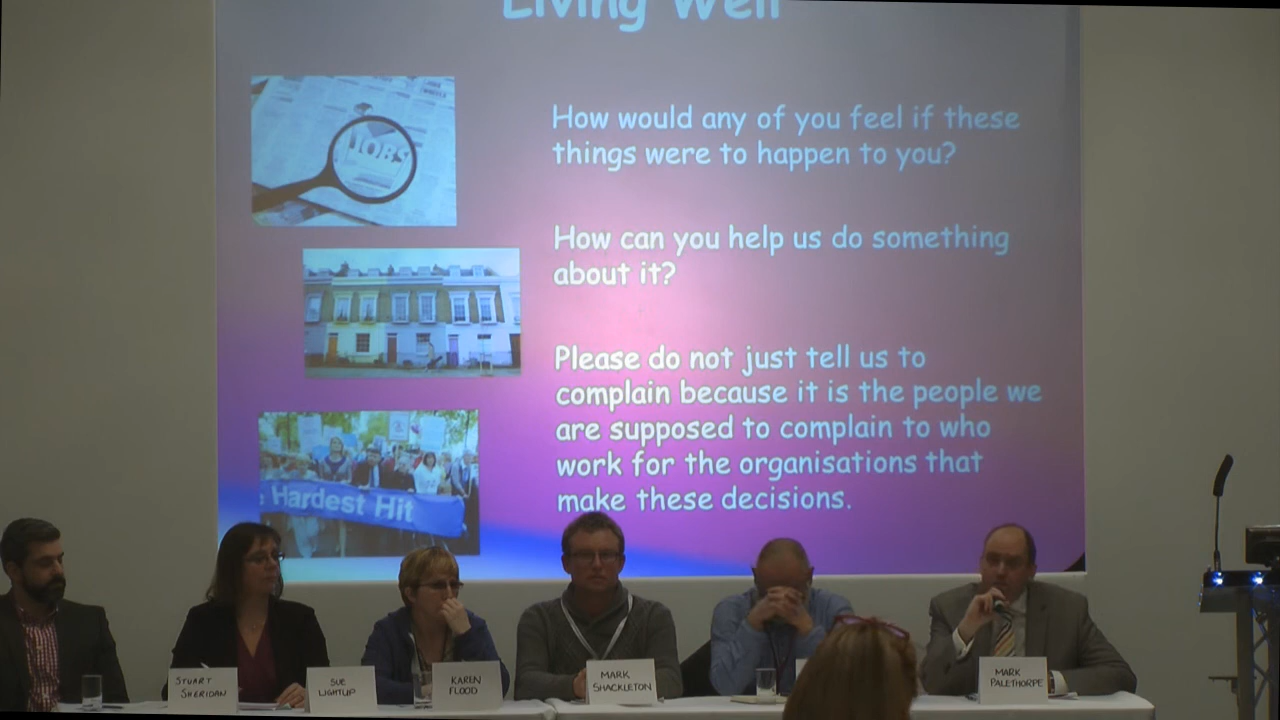 Living Well
JOBS
How would any of you feel if these
things were to happen to you?
How can you help us do something
about it?
Please do not just tell us to
complain because it is the people we
are supposed to complain to who
work for the organisations that
make these decisions.
Hardest Hit
STUART
SHERIDAN
SUE
LIGHTUP
KAREN
FLOOD
MARK
SHACKLETON
MARK
PALETHORPE